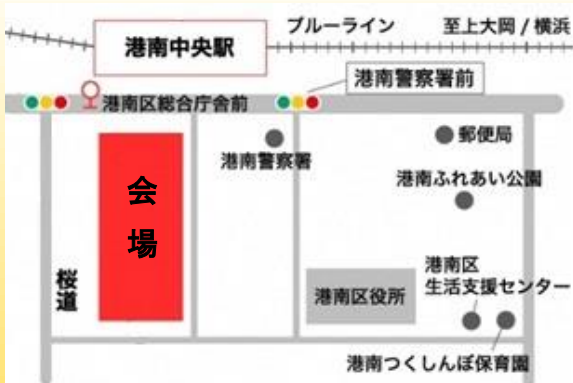 港南中央駅
ブルーライン
至上大岡 / 横浜
港南警察署前
港南区総合庁舎前
港南警察署
郵便局
会
場
港南ふれあい公園
桜道
港南区役所
港南区
生活支援センター
港南つくしんぼ保育園